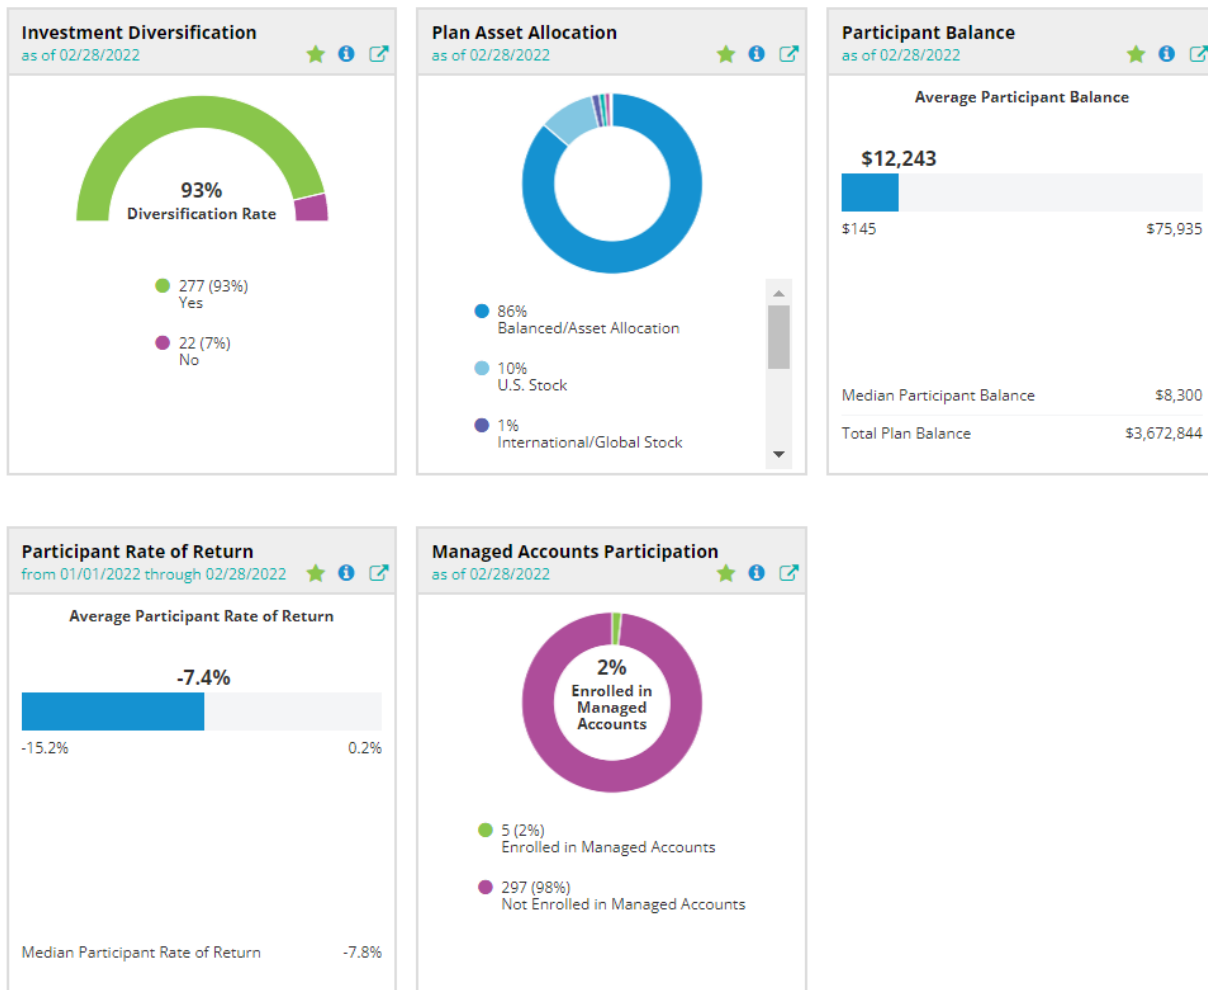 Investment Diversification
as of 02/28/2022
93%
Diversification Rate
277 (93%)
Yes
22 (7%)
No
Plan Asset Allocation
as of 02/28/2022
86%
Balanced/Asset Allocation
10%
U.S. Stock
1%
International/Global Stock
Participant Balance
as of 02/28/2022
Average Participant Balance
$12,243
$145 $75,935
Median Participant Balance $8,300
Total Plan Balance $3,672,844
Participant Rate of Return
from 01/01/2022 through 02/28/2022
Average Participant Rate of Return
-7.4%
-15.2% 0.2%
Median Participant Rate of Return -7.8%
Managed Accounts Participation
as of 02/28/2022
2%
Enrolled in
Managed
Accounts
5 (2%)
Enrolled in Managed Accounts
297 (98%)
Not Enrolled in Managed Accounts